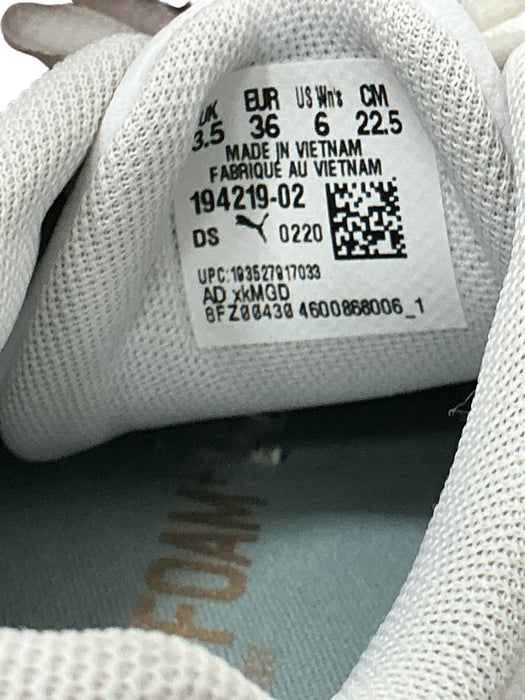 UK EUR US Wn's CM
3.5 36 6 22.5
MADE IN VIETNAM
FABRIQUÉ AU VIETNAM
194219-02
DS 0220
UPC:193527917033
AD xkMGD
8FZ00430 4600868006_1
FOAM